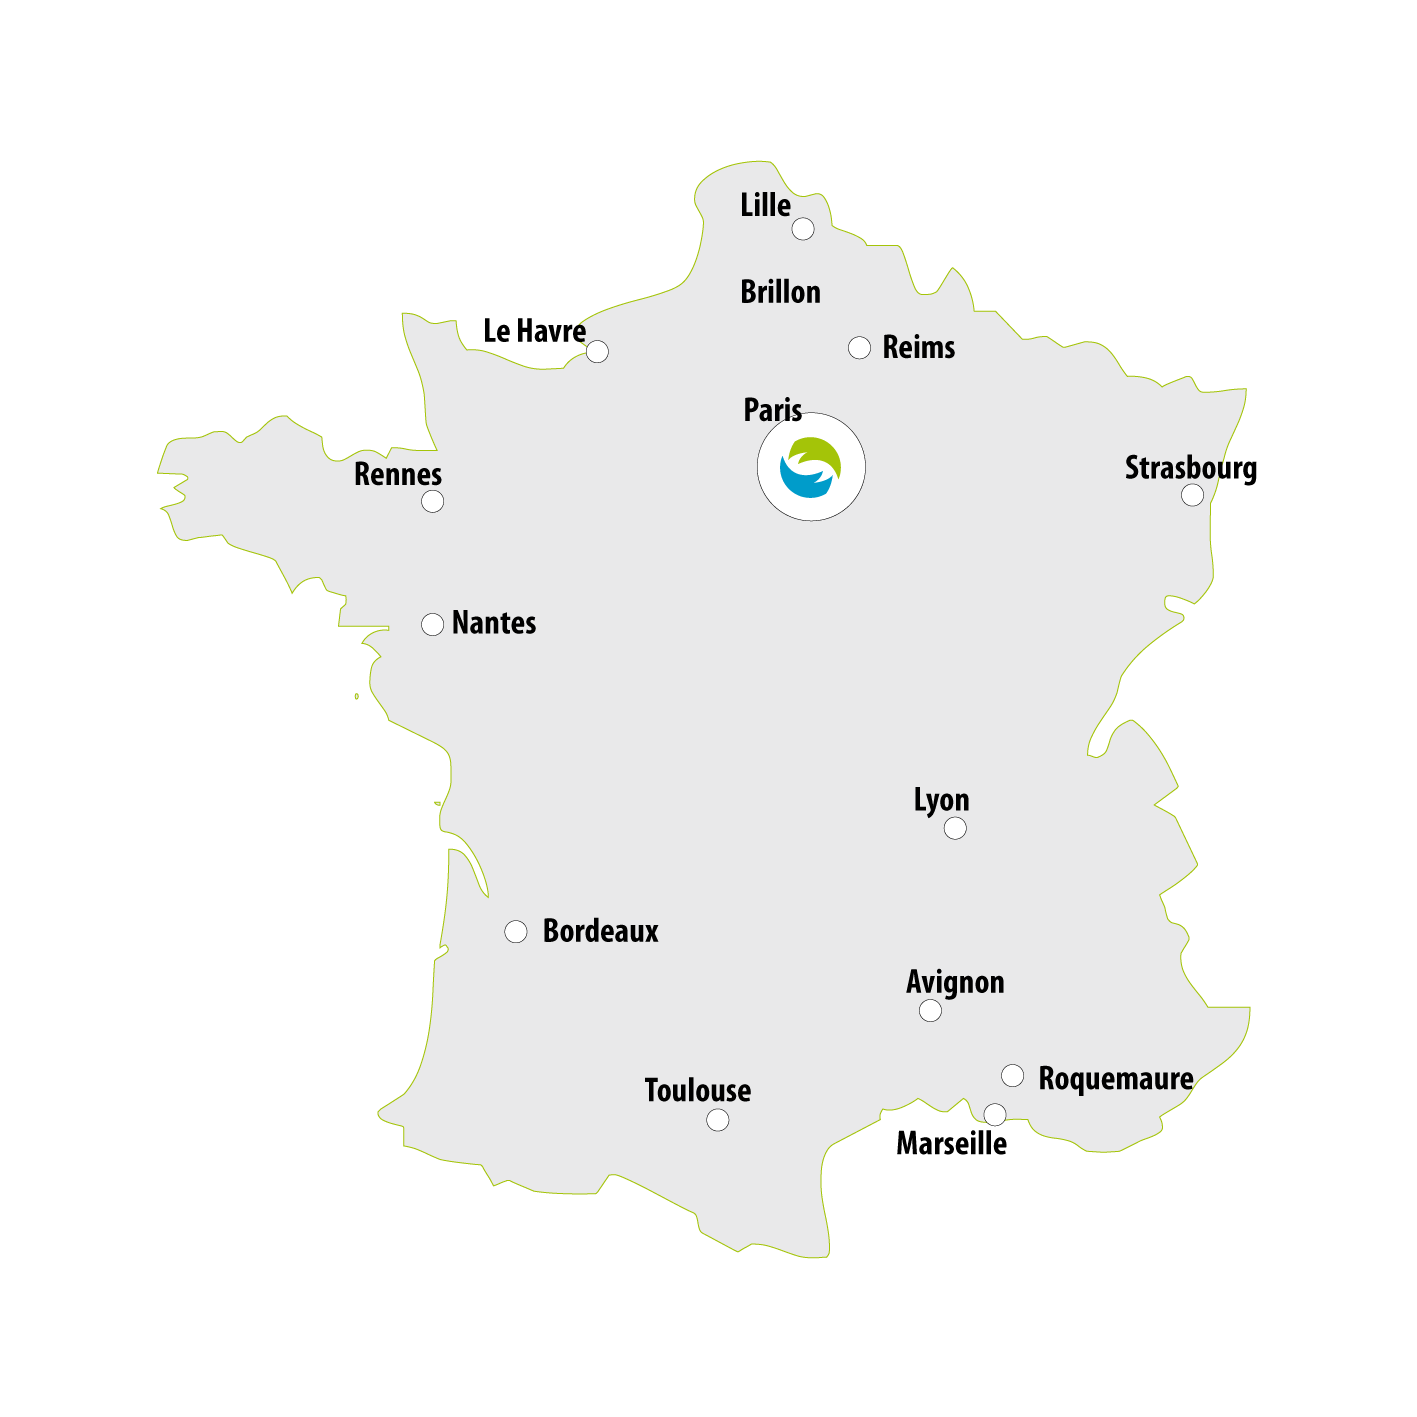 Lille
Brillon
Le Havre
Reims
Paris
Rennes
Strasbourg
Nantes
Lyon
Bordeaux
Avignon
Roquemaure
Toulouse
Marseille